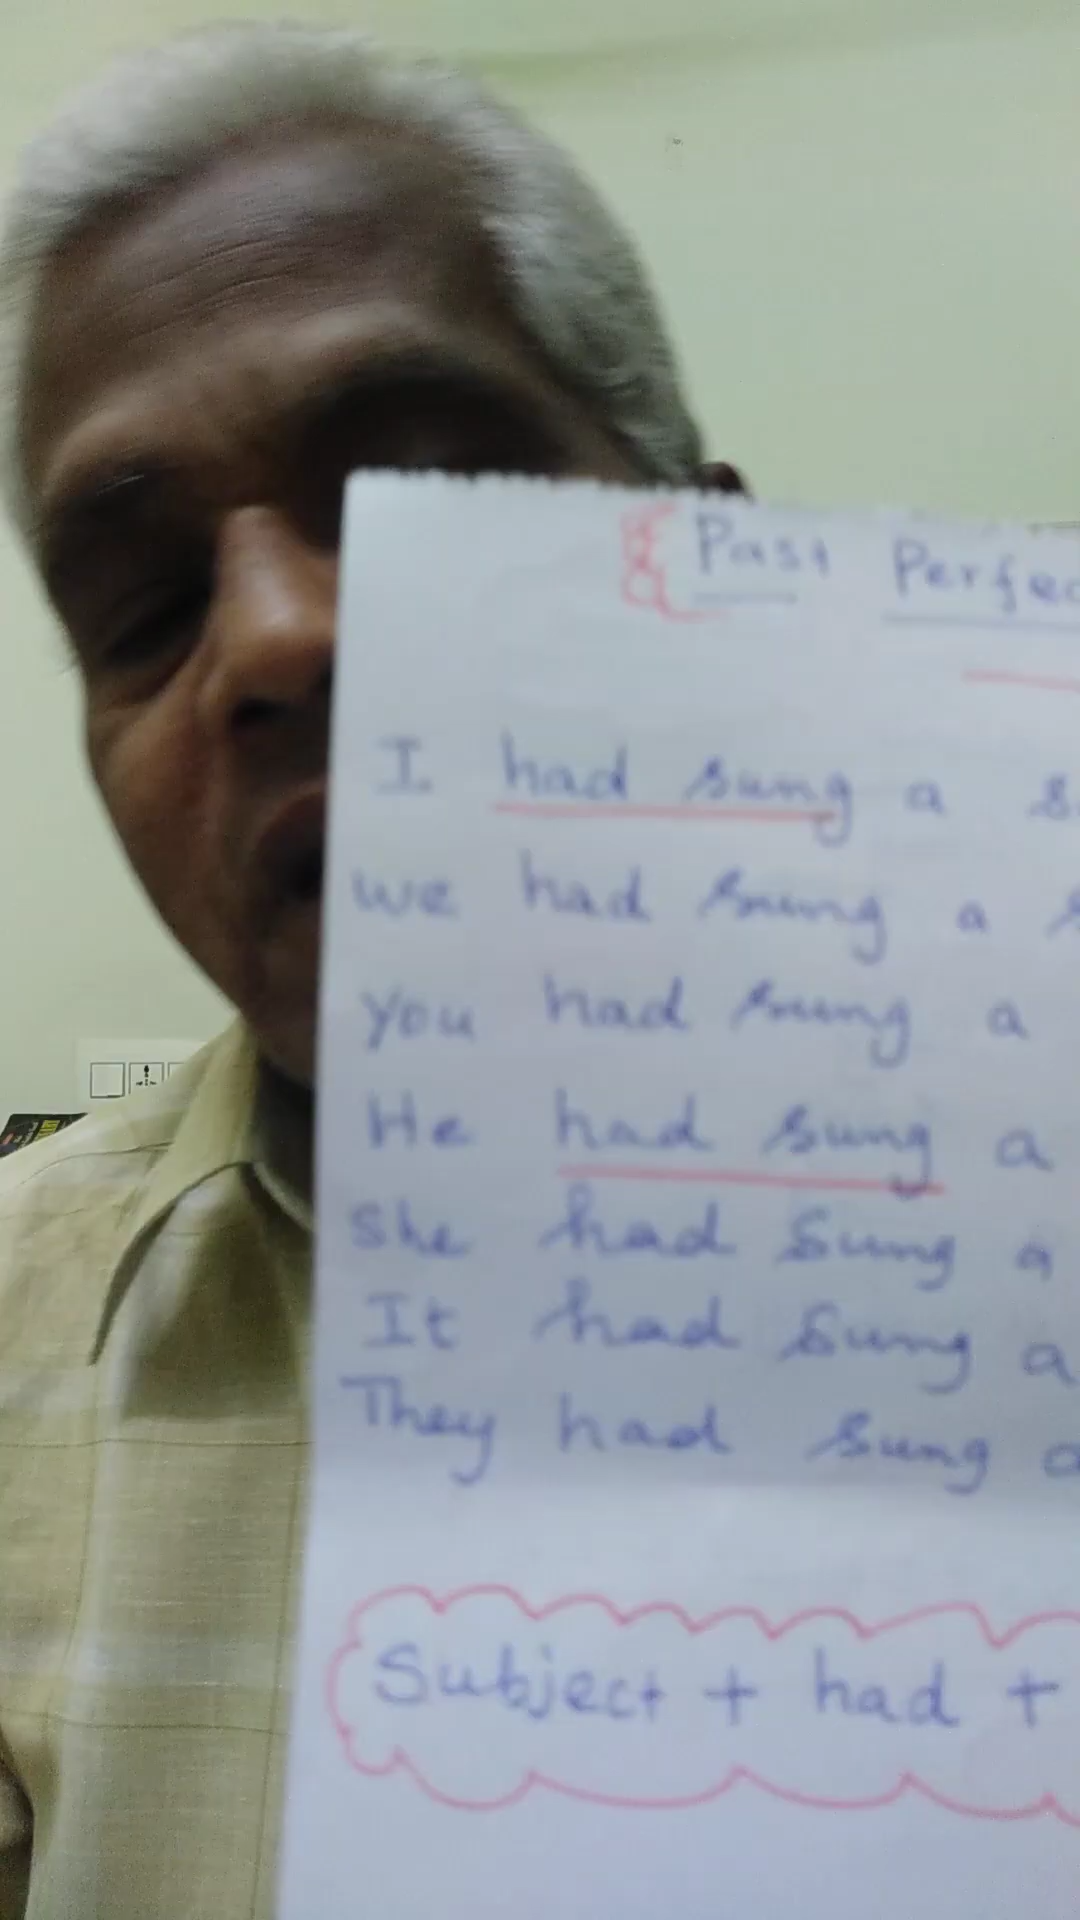 Past Perfec
I had sung a s
we had sung a s
you had sung a
He had sung a
She had Sung a
It had Sung a
They had sung a
Subject + had +